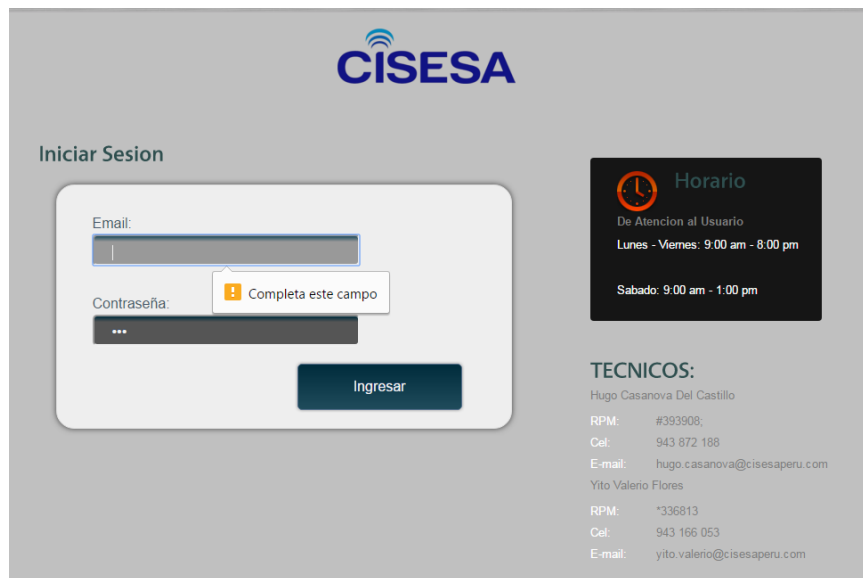 CISESA
Iniciar Sesion
Email:
Completa este campo
Contraseña:
•••
Ingresar
Horario
De Atencion al Usuario
Lunes - Viernes: 9:00 am - 8:00 pm
Sabado: 9:00 am - 1:00 pm
TECNICOS:
Hugo Casanova Del Castillo
RPM: #393908;
Cel: 943 872 188
E-mail: hugo.casanova@cisesaperu.com
Yito Valerio Flores
RPM: *336813
Cel: 943 166 053
E-mail: yito.valerio@cisesaperu.com